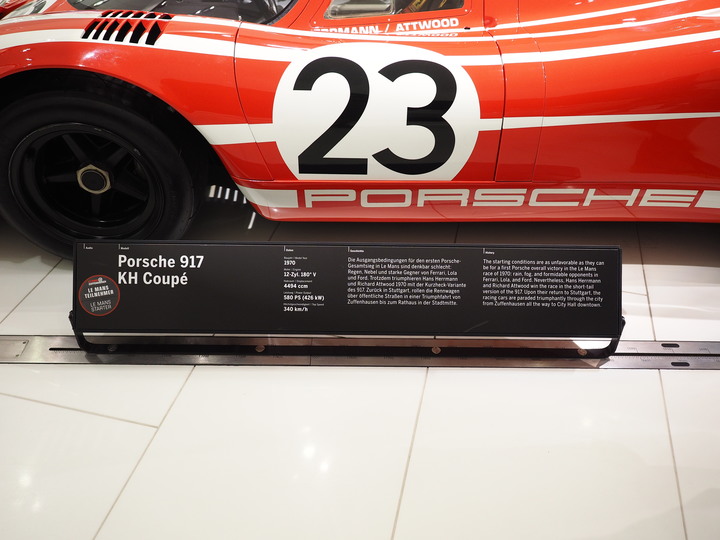 ATTWOOD
23
PORSCHE
Porsche 917
KH Coupé
LE MANS
TEILNEHMER
LE MANS
STARTER
1970
12-Zyl. 180° V
4494 ccm
580 PS (426 kW)
340 km/h
Die Ausgangsbedingungen für den ersten Porsche-
Gesamtsieg in Le Mans sind denkbar schlecht:
Regen, Nebel und starke Gegner von Ferrari, Lola
und Ford. Trotzdem triumphieren Hans Herrmann
und Richard Attwood 1970 mit der Kurzheck-Variante
des 917. Zurück in Stuttgart, rollen die Rennwagen
über öffentliche Straßen in einer Triumphfahrt von
Zuffenhausen bis zum Rathaus in der Stadtmitte.
The starting conditions are as unfavorable as they can
be for a first Porsche overall victory in the Le Mans
race of 1970: rain, fog, and formidable opponents in
Ferrari, Lola, and Ford. Nevertheless, Hans Herrmann
and Richard Attwood win the race in the short-tail
version of the 917. Upon their return to Stuttgart, the
racing cars are paraded triumphantly through the city
from Zuffenhausen all the way to City Hall downtown.